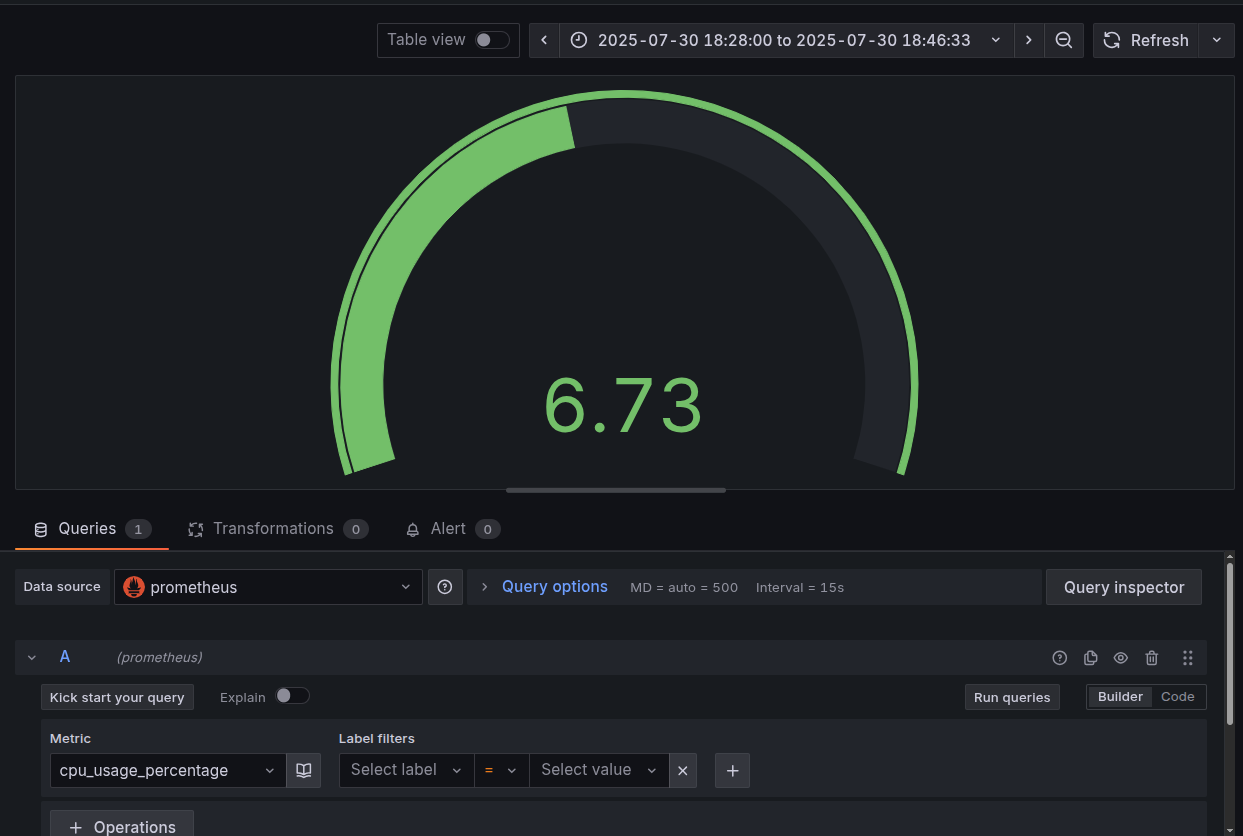 Table view
2025-07-30 18:28:00 to 2025-07-30 18:46:33
Refresh
6.73
Queries 1
Transformations 0
Alert 0
Data source
prometheus
Query options
MD = auto = 500
Interval = 15s
Query inspector
A
(prometheus)
Kick start your query
Explain
Run queries
Builder
Code
Metric
Label filters
cpu_usage_percentage
Select label
=
Select value
+ Operations